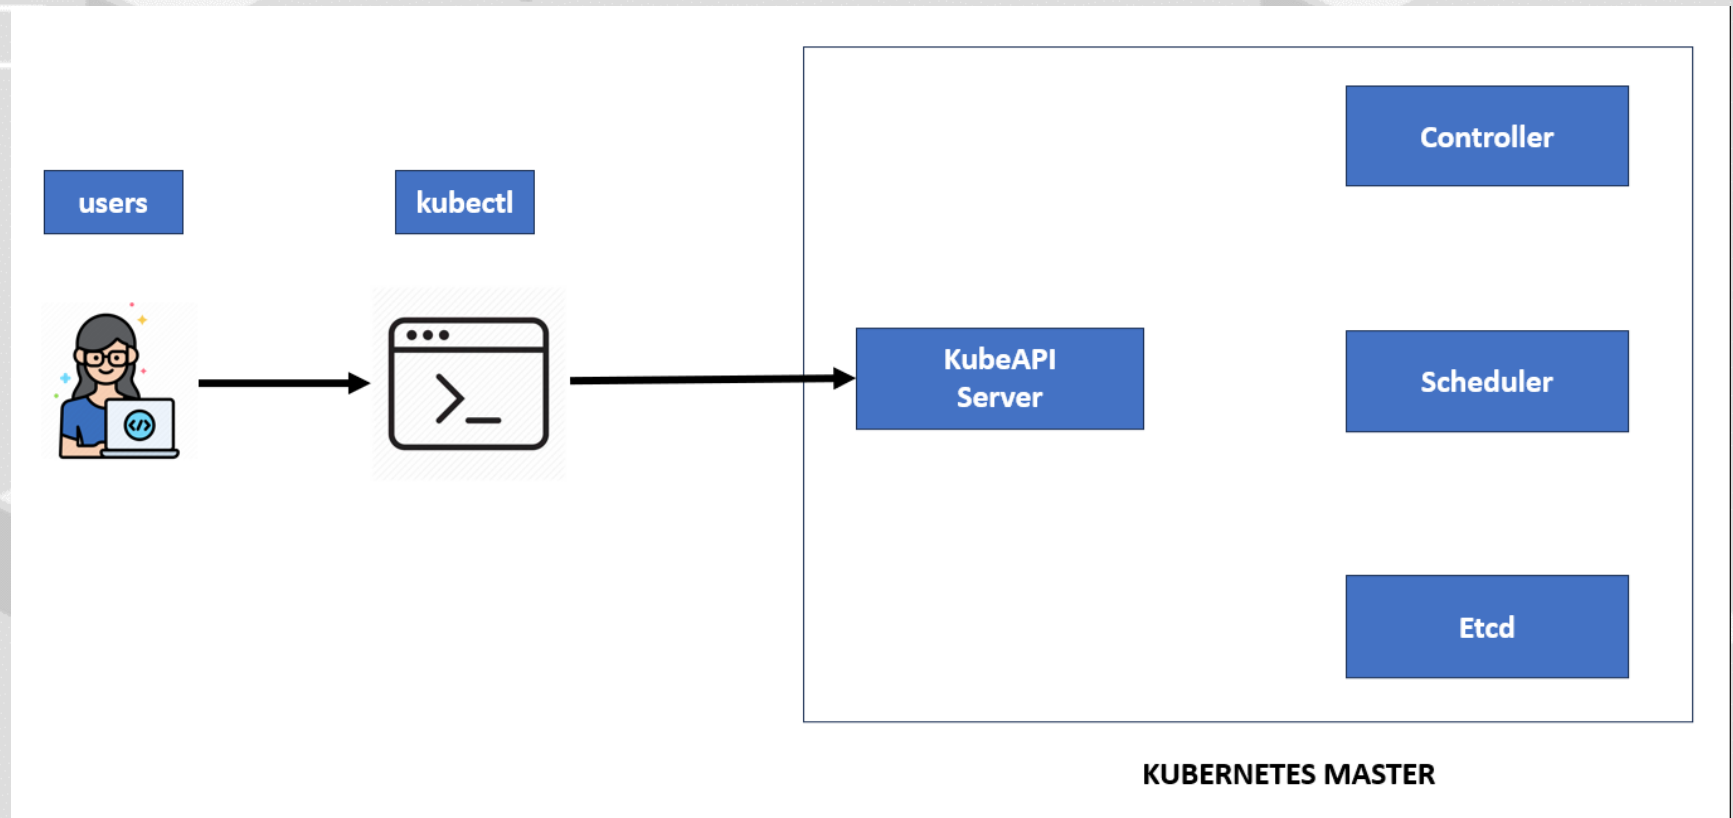 users
kubectl
KubeAPI
Server
Controller
Scheduler
Etcd
KUBERNETES MASTER